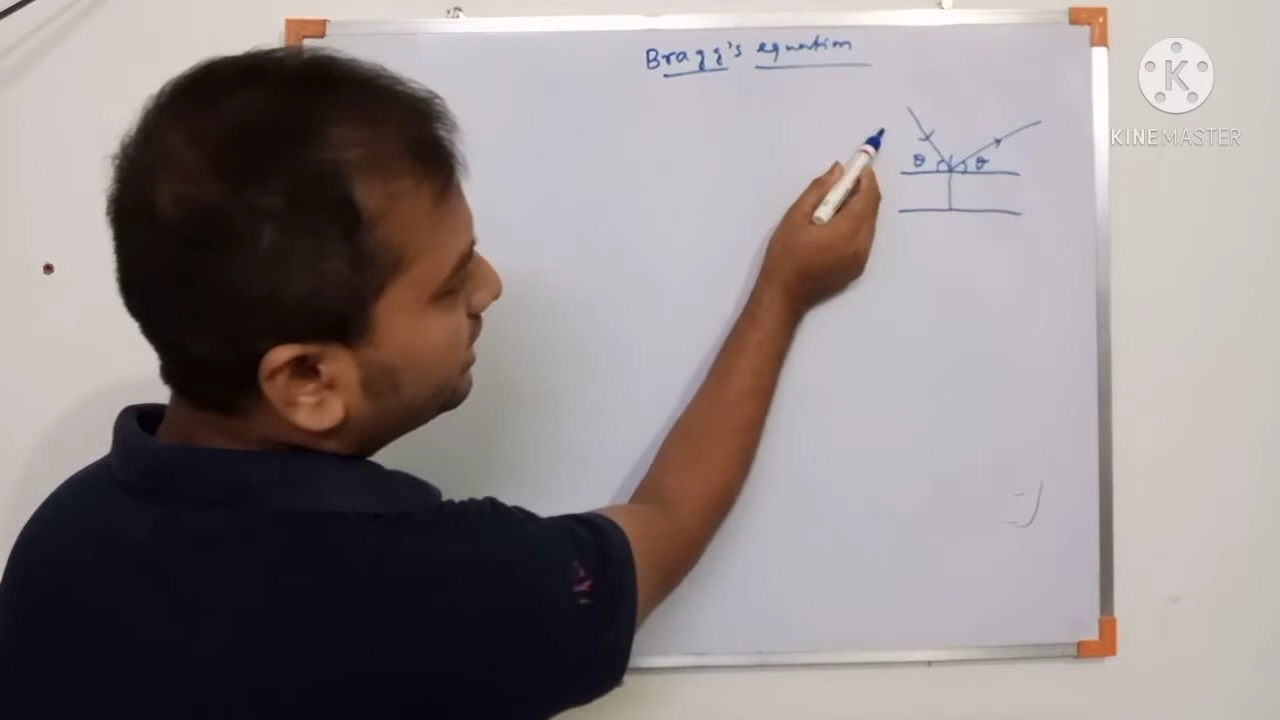 Bragg's equation
θ θ
K
KINEMASTER